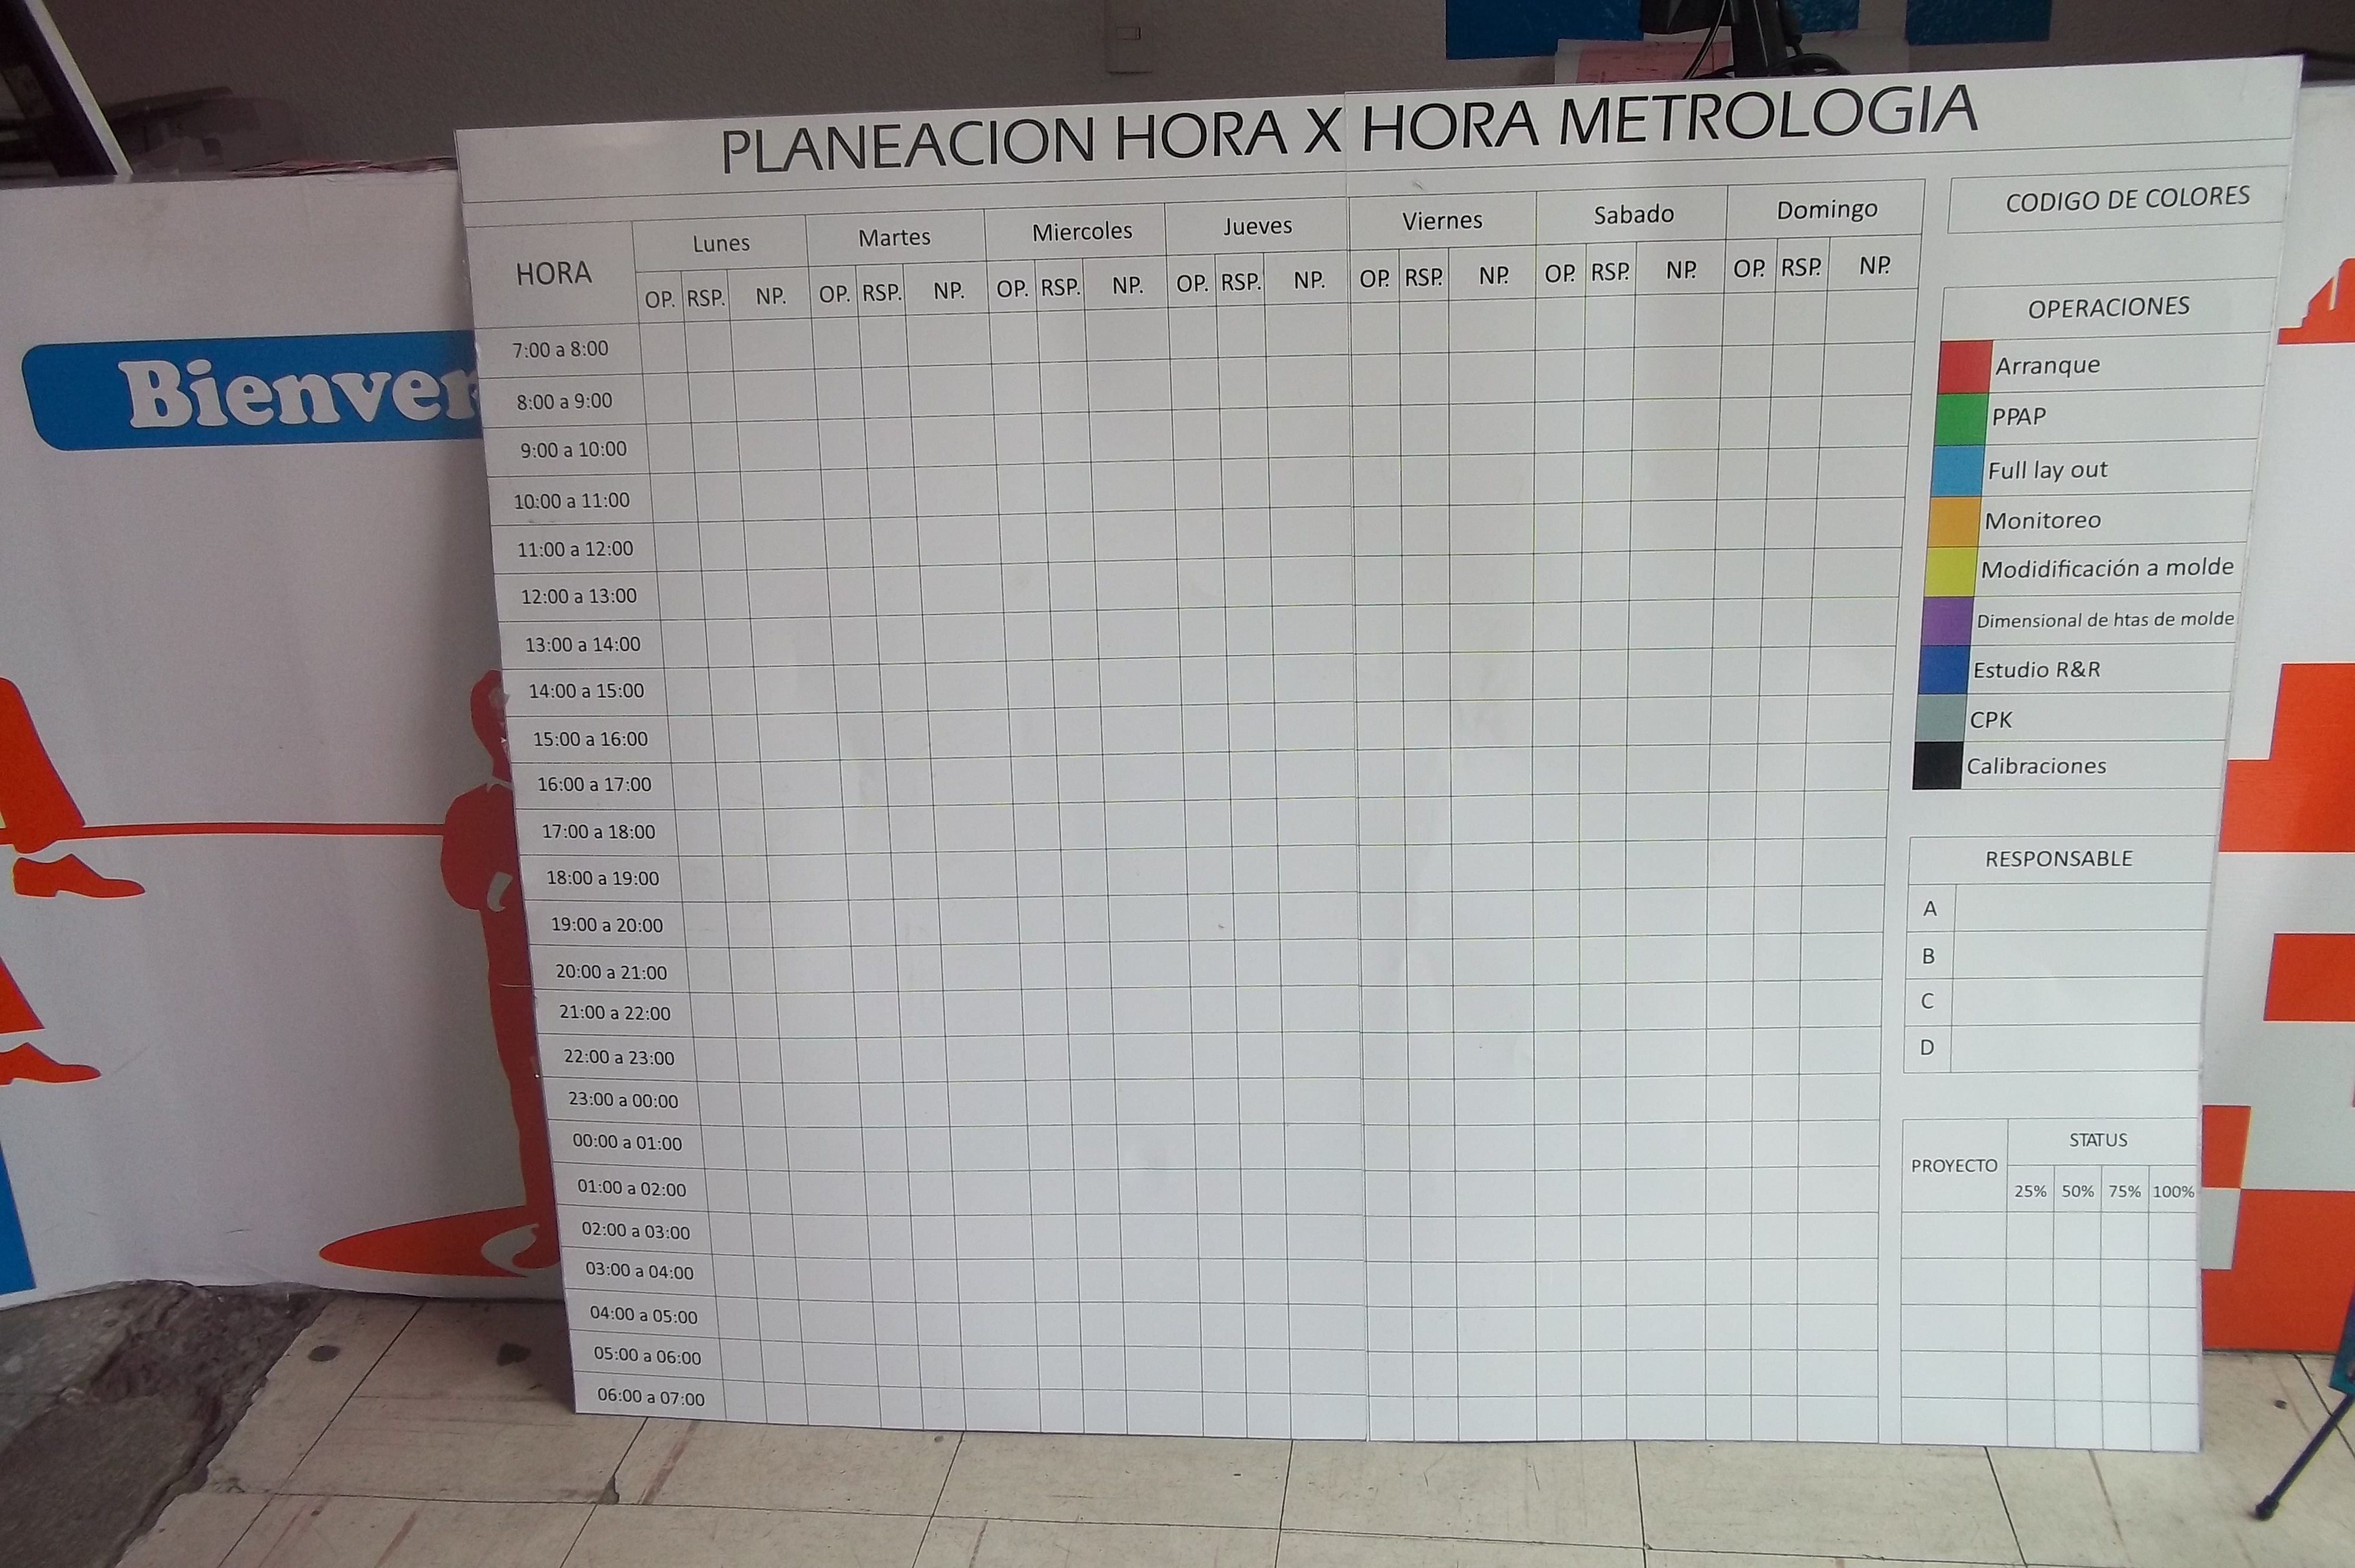 PLANEACION HORA X HORA METROLOGIA
HORA
Lunes Martes Miercoles Jueves Viernes Sabado Domingo
OP. RSP. NP. OP. RSP. NP. OP. RSP. NP. OP. RSP. NP. OP. RSP. NP. OP. RSP. NP. OP. RSP. NP.
7:00 a 8:00
8:00 a 9:00
9:00 a 10:00
10:00 a 11:00
11:00 a 12:00
12:00 a 13:00
13:00 a 14:00
14:00 a 15:00
15:00 a 16:00
16:00 a 17:00
17:00 a 18:00
18:00 a 19:00
19:00 a 20:00
20:00 a 21:00
21:00 a 22:00
22:00 a 23:00
23:00 a 00:00
00:00 a 01:00
01:00 a 02:00
02:00 a 03:00
03:00 a 04:00
04:00 a 05:00
05:00 a 06:00
06:00 a 07:00
CODIGO DE COLORES
OPERACIONES
Arranque
PPAP
Full lay out
Monitoreo
Modidificación a molde
Dimensional de htas de molde
Estudio R&R
CPK
Calibraciones
RESPONSABLE
A
B
C
D
PROYECTO
STATUS
25% 50% 75% 100%
Bienven